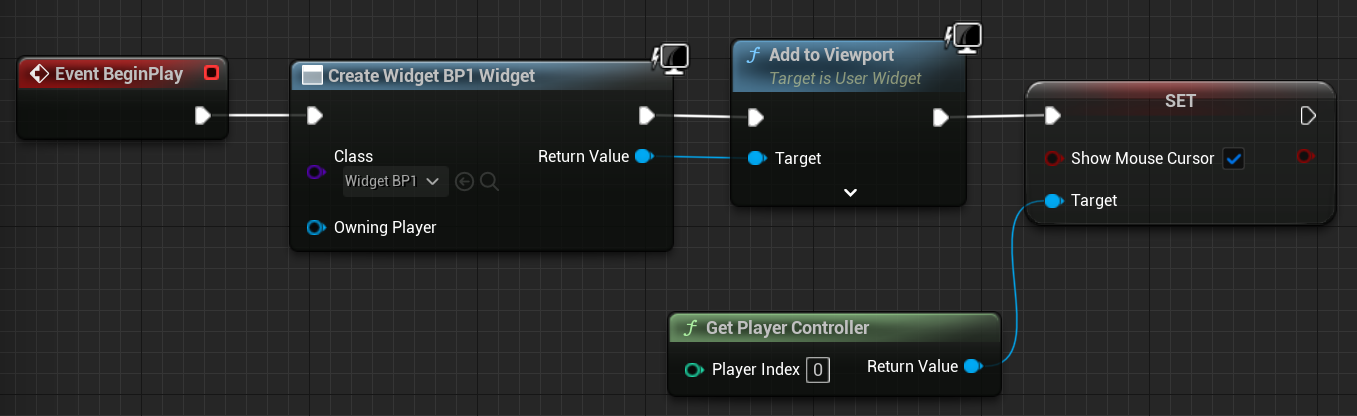 Event BeginPlay
Create Widget BP1 Widget
Class
Widget BP1
Return Value
Owning Player
f Add to Viewport
Target is User Widget
Target
SET
Show Mouse Cursor
Target
f Get Player Controller
Player Index 0
Return Value